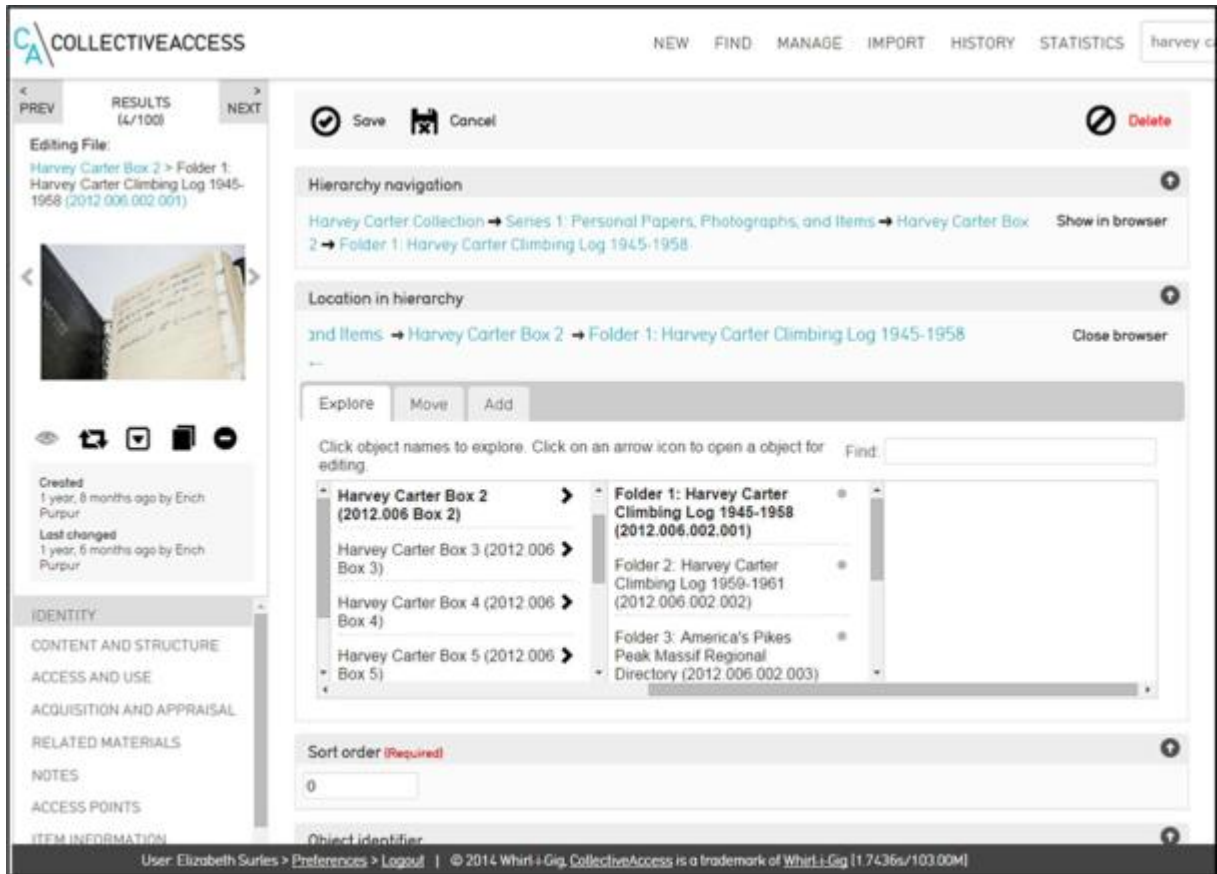 CA COLLECTIVEACCESS
NEW FIND MANAGE IMPORT HISTORY STATISTICS harvey ca
< PREV
RESULTS
(4/100)
> NEXT
Editing File:
Harvey Carter Box 2 > Folder 1:
Harvey Carter Climbing Log 1945-
1958 (2012.006.002.001)
Created
1 year, 8 months ago by Erich
Purpur
Last changed
1 year, 6 months ago by Erich
Purpur
IDENTITY
CONTENT AND STRUCTURE
ACCESS AND USE
ACQUISITION AND APPRAISAL
RELATED MATERIALS
NOTES
ACCESS POINTS
ITEM INFORMATION
Save Cancel Delete
Hierarchy navigation
Harvey Carter Collection ➔ Series 1: Personal Papers, Photographs, and Items ➔ Harvey Carter Box
2 ➔ Folder 1: Harvey Carter Climbing Log 1945-1958
Show in browser
Location in hierarchy
and Items ➔ Harvey Carter Box 2 ➔ Folder 1: Harvey Carter Climbing Log 1945-1958
Close browser
Explore Move Add
Click object names to explore. Click on an arrow icon to open a object for
editing.
Find:
Harvey Carter Box 2
(2012.006 Box 2)
Harvey Carter Box 3 (2012.006
Box 3)
Harvey Carter Box 4 (2012.006
Box 4)
Harvey Carter Box 5 (2012.006
Box 5)
Folder 1: Harvey Carter
Climbing Log 1945-1958
(2012.006.002.001)
Folder 2: Harvey Carter
Climbing Log 1959-1961
(2012.006.002.002)
Folder 3: America's Pikes
Peak Massif Regional
Directory (2012.006.002.003)
Sort order (Required)
0
Object identifier
User: Elizabeth Surles > Preferences > Logout | © 2014 Whirl-i-Gig, CollectiveAccess is a trademark of Whirl-i-Gig [1.7436s/103.00M]